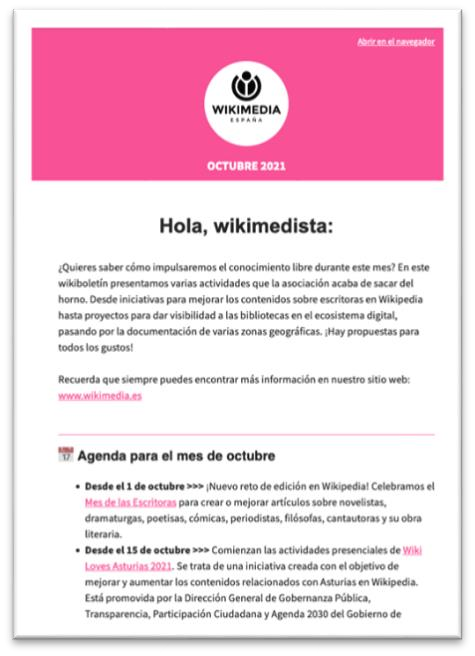 Abrir en el navegador
WIKIMEDIA
ESPAÑA
OCTUBRE 2021
Hola, wikimedista:
¿Quieres saber cómo impulsaremos el conocimiento libre durante este mes? En este
wikiboletín presentamos varias actividades que la asociación acaba de sacar del
horno. Desde iniciativas para mejorar los contenidos sobre escritoras en Wikipedia
hasta proyectos para dar visibilidad a las bibliotecas en el ecosistema digital,
pasando por la documentación de varias zonas geográficas. ¡Hay propuestas para
todos los gustos!
Recuerda que siempre puedes encontrar más información en nuestro sitio web:
www.wikimedia.es
17 Agenda para el mes de octubre
• Desde el 1 de octubre >>> ¡Nuevo reto de edición en Wikipedia! Celebramos el
Mes de las Escritoras para crear o mejorar artículos sobre novelistas,
dramaturgas, poetisas, cómicas, periodistas, filósofas, cantautoras y su obra
literaria.
• Desde el 15 de octubre >>> Comienzan las actividades presenciales de Wiki
Loves Asturias 2021. Se trata de una iniciativa creada con el objetivo de
mejorar y aumentar los contenidos relacionados con Asturias en Wikipedia.
Está promovida por la Dirección General de Gobernanza Pública,
Transparencia, Participación Ciudadana y Agenda 2030 del Gobierno de